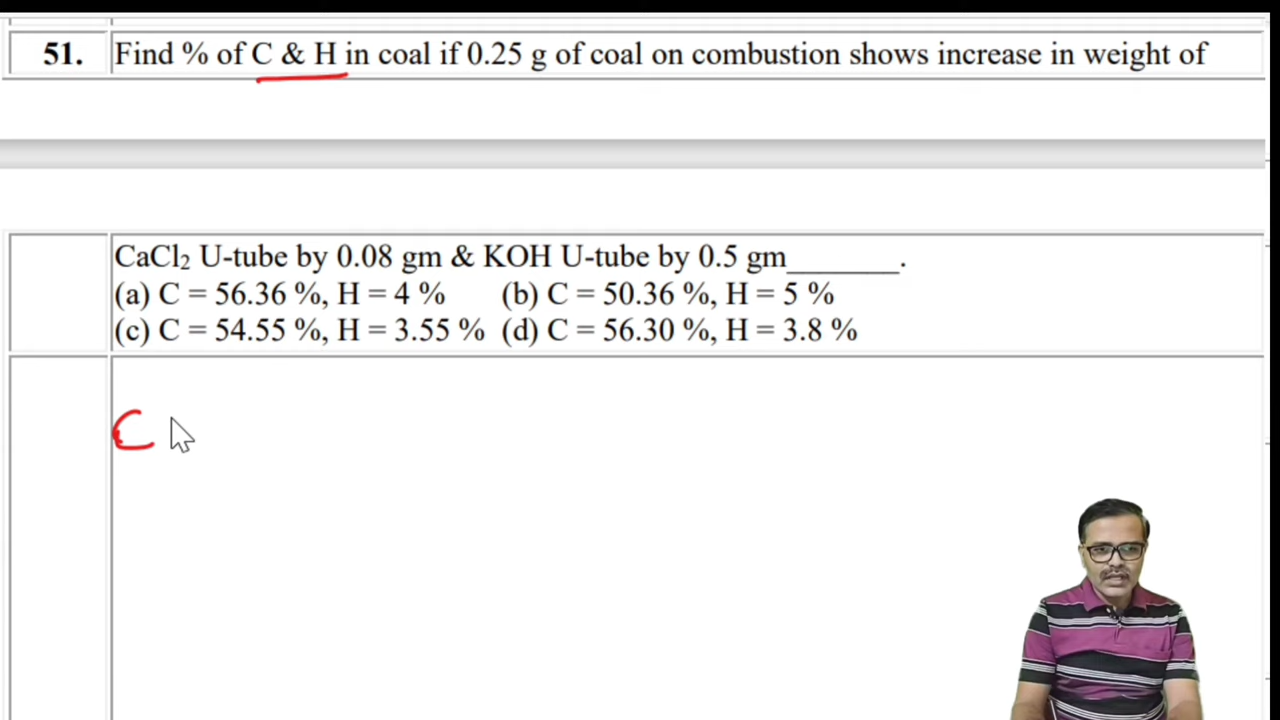 51. Find % of C & H in coal if 0.25 g of coal on combustion shows increase in weight of
CaCl₂ U-tube by 0.08 gm & KOH U-tube by 0.5 gm_______.
(a) C = 56.36 %, H = 4 % (b) C = 50.36 %, H = 5 %
(c) C = 54.55 %, H = 3.55 % (d) C = 56.30 %, H = 3.8 %
C